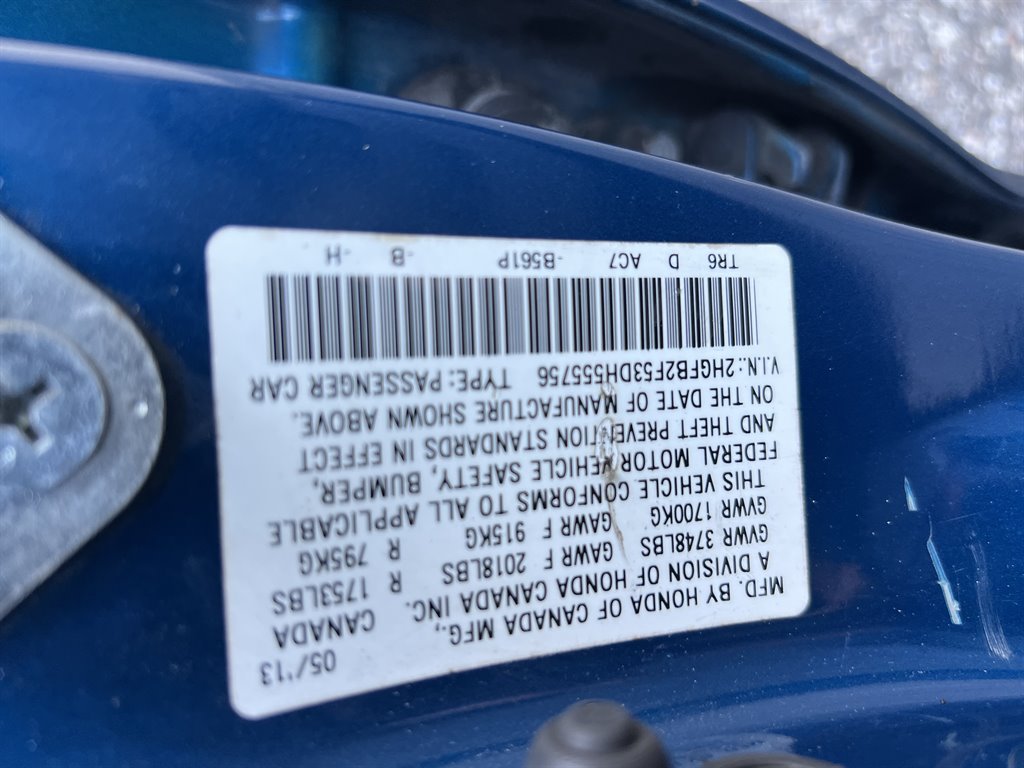 MFD. BY HONDA OF CANADA MFG., 05/'13
A DIVISION OF HONDA CANADA INC. CANADA
GVWR 3748LBS GAWR F 2018LBS R 1753LBS
GVWR 1700KG GAWR F 915KG R 795KG
THIS VEHICLE CONFORMS TO ALL APPLICABLE
FEDERAL MOTOR VEHICLE SAFETY, BUMPER,
AND THEFT PREVENTION STANDARDS IN EFFECT
ON THE DATE OF MANUFACTURE SHOWN ABOVE.
V.I.N.:2HGFB2F53DH555756 TYPE:PASSENGER CAR
TR6 D AC7 -B561P -B -H